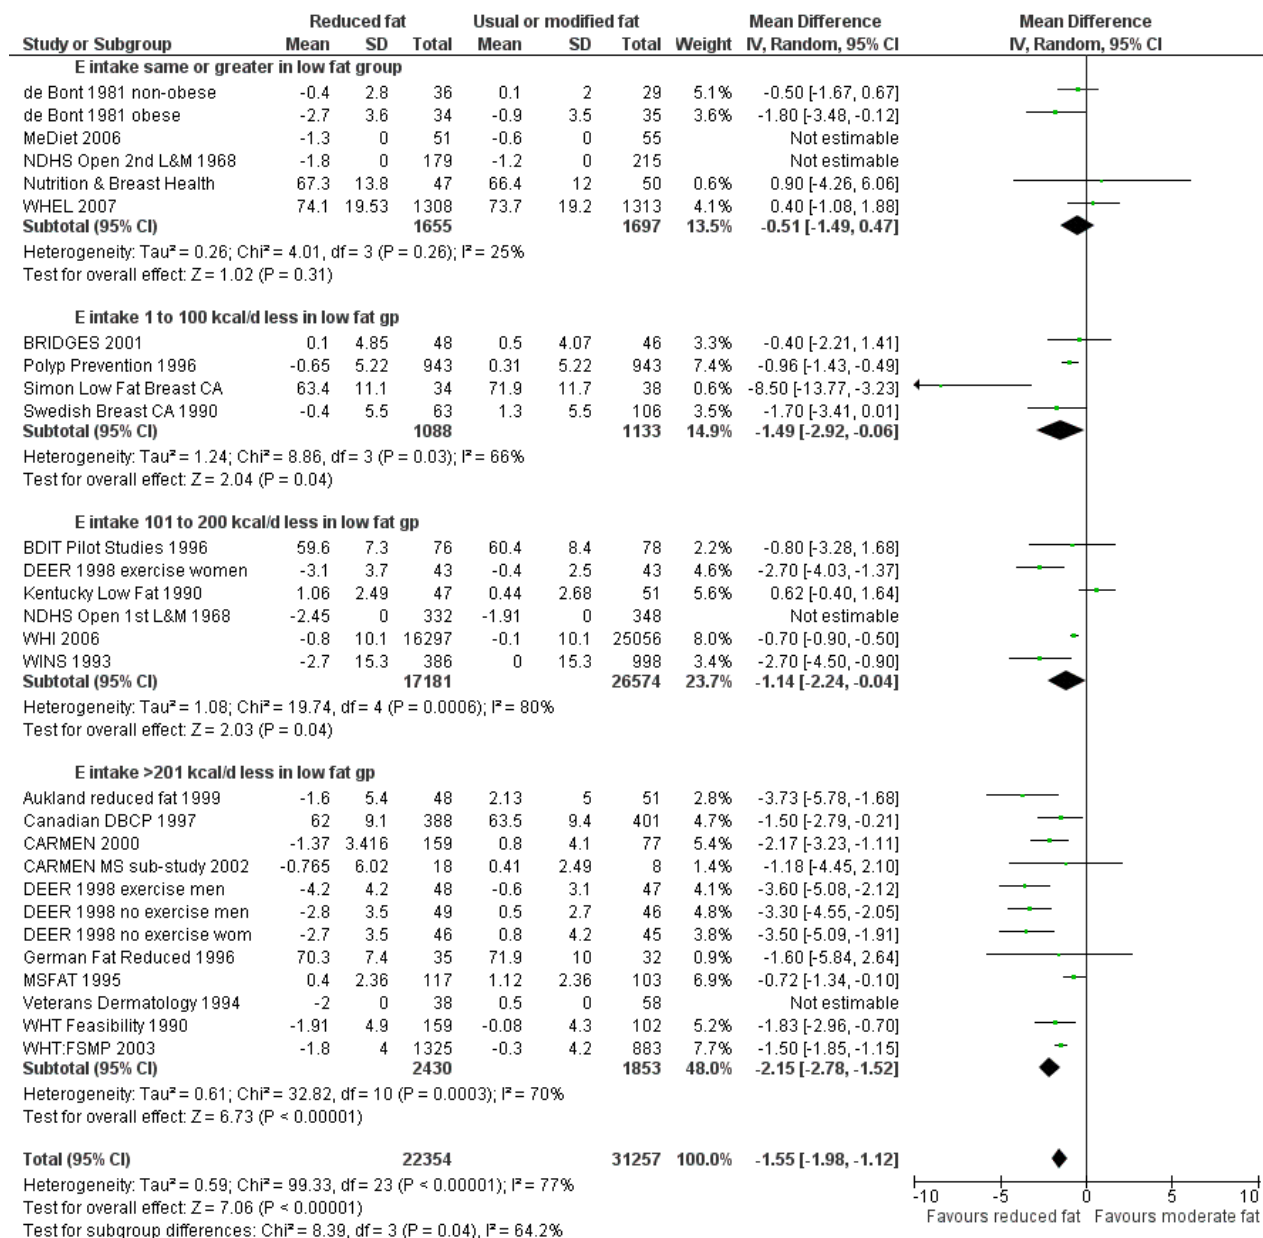 Reduced fat Usual or modified fat Mean Difference Mean Difference
Study or Subgroup Mean SD Total Mean SD Total Weight IV, Random, 95% CI IV, Random, 95% CI
E intake same or greater in low fat group
de Bont 1981 non-obese -0.4 2.8 36 0.1 2 29 5.1% -0.50 [-1.67, 0.67]
de Bont 1981 obese -2.7 3.6 34 -0.9 3.5 35 3.6% -1.80 [-3.48, -0.12]
MeDiet 2006 -1.3 0 51 -0.6 0 55 Not estimable
NDHS Open 2nd L&M 1968 -1.8 0 179 -1.2 0 215 Not estimable
Nutrition & Breast Health 67.3 13.8 47 66.4 12 50 0.6% 0.90 [-4.26, 6.06]
WHEL 2007 74.1 19.53 1308 73.7 19.2 1313 4.1% 0.40 [-1.08, 1.88]
Subtotal (95% CI) 1655 1697 13.5% -0.51 [-1.49, 0.47]
Heterogeneity: Tau² = 0.26; Chi² = 4.01, df = 3 (P = 0.26); I² = 25%
Test for overall effect: Z = 1.02 (P = 0.31)
E intake 1 to 100 kcal/d less in low fat gp
BRIDGES 2001 0.1 4.85 48 0.5 4.07 46 3.3% -0.40 [-2.21, 1.41]
Polyp Prevention 1996 -0.65 5.22 943 0.31 5.22 943 7.4% -0.96 [-1.43, -0.49]
Simon Low Fat Breast CA 63.4 11.1 34 71.9 11.7 38 0.6% -8.50 [-13.77, -3.23]
Swedish Breast CA 1990 -0.4 5.5 63 1.3 5.5 106 3.5% -1.70 [-3.41, 0.01]
Subtotal (95% CI) 1088 1133 14.9% -1.49 [-2.92, -0.06]
Heterogeneity: Tau² = 1.24; Chi² = 8.86, df = 3 (P = 0.03); I² = 66%
Test for overall effect: Z = 2.04 (P = 0.04)
E intake 101 to 200 kcal/d less in low fat gp
BDIT Pilot Studies 1996 59.6 7.3 76 60.4 8.4 78 2.2% -0.80 [-3.28, 1.68]
DEER 1998 exercise women -3.1 3.7 43 -0.4 2.5 43 4.6% -2.70 [-4.03, -1.37]
Kentucky Low Fat 1990 1.06 2.49 47 0.44 2.68 51 5.6% 0.62 [-0.40, 1.64]
NDHS Open 1st L&M 1968 -2.45 0 332 -1.91 0 348 Not estimable
WHI 2006 -0.8 10.1 16297 -0.1 10.1 25056 8.0% -0.70 [-0.90, -0.50]
WINS 1993 -2.7 15.3 386 0 15.3 998 3.4% -2.70 [-4.50, -0.90]
Subtotal (95% CI) 17181 26574 23.7% -1.14 [-2.24, -0.04]
Heterogeneity: Tau² = 1.08; Chi² = 19.74, df = 4 (P = 0.0006); I² = 80%
Test for overall effect: Z = 2.03 (P = 0.04)
E intake >201 kcal/d less in low fat gp
Aukland reduced fat 1999 -1.6 5.4 48 2.13 5 51 2.8% -3.73 [-5.78, -1.68]
Canadian DBCP 1997 62 9.1 388 63.5 9.4 401 4.7% -1.50 [-2.79, -0.21]
CARMEN 2000 -1.37 3.416 159 0.8 4.1 77 5.4% -2.17 [-3.23, -1.11]
CARMEN MS sub-study 2002 -0.765 6.02 18 0.41 2.49 8 1.4% -1.18 [-4.45, 2.10]
DEER 1998 exercise men -4.2 4.2 48 -0.6 3.1 47 4.1% -3.60 [-5.08, -2.12]
DEER 1998 no exercise men -2.8 3.5 49 0.5 2.7 46 4.8% -3.30 [-4.55, -2.05]
DEER 1998 no exercise wom -2.7 3.5 46 0.8 4.2 45 3.8% -3.50 [-5.09, -1.91]
German Fat Reduced 1996 70.3 7.4 35 71.9 10 32 0.9% -1.60 [-5.84, 2.64]
MSFAT 1995 0.4 2.36 117 1.12 2.36 103 6.9% -0.72 [-1.34, -0.10]
Veterans Dermatology 1994 -2 0 38 0.5 0 58 Not estimable
WHT Feasibility 1990 -1.91 4.9 159 -0.08 4.3 102 5.2% -1.83 [-2.96, -0.70]
WHT:FSMP 2003 -1.8 4 1325 -0.3 4.2 883 7.7% -1.50 [-1.85, -1.15]
Subtotal (95% CI) 2430 1853 48.0% -2.15 [-2.78, -1.52]
Heterogeneity: Tau² = 0.61; Chi² = 32.82, df = 10 (P = 0.0003); I² = 70%
Test for overall effect: Z = 6.73 (P < 0.00001)
Total (95% CI) 22354 31257 100.0% -1.55 [-1.98, -1.12]
Heterogeneity: Tau² = 0.59; Chi² = 99.33, df = 23 (P < 0.00001); I² = 77%
Test for overall effect: Z = 7.06 (P < 0.00001)
Test for subgroup differences: Chi² = 8.39, df = 3 (P = 0.04), I² = 64.2%
-10 -5 0 5 10
Favours reduced fat Favours moderate fat